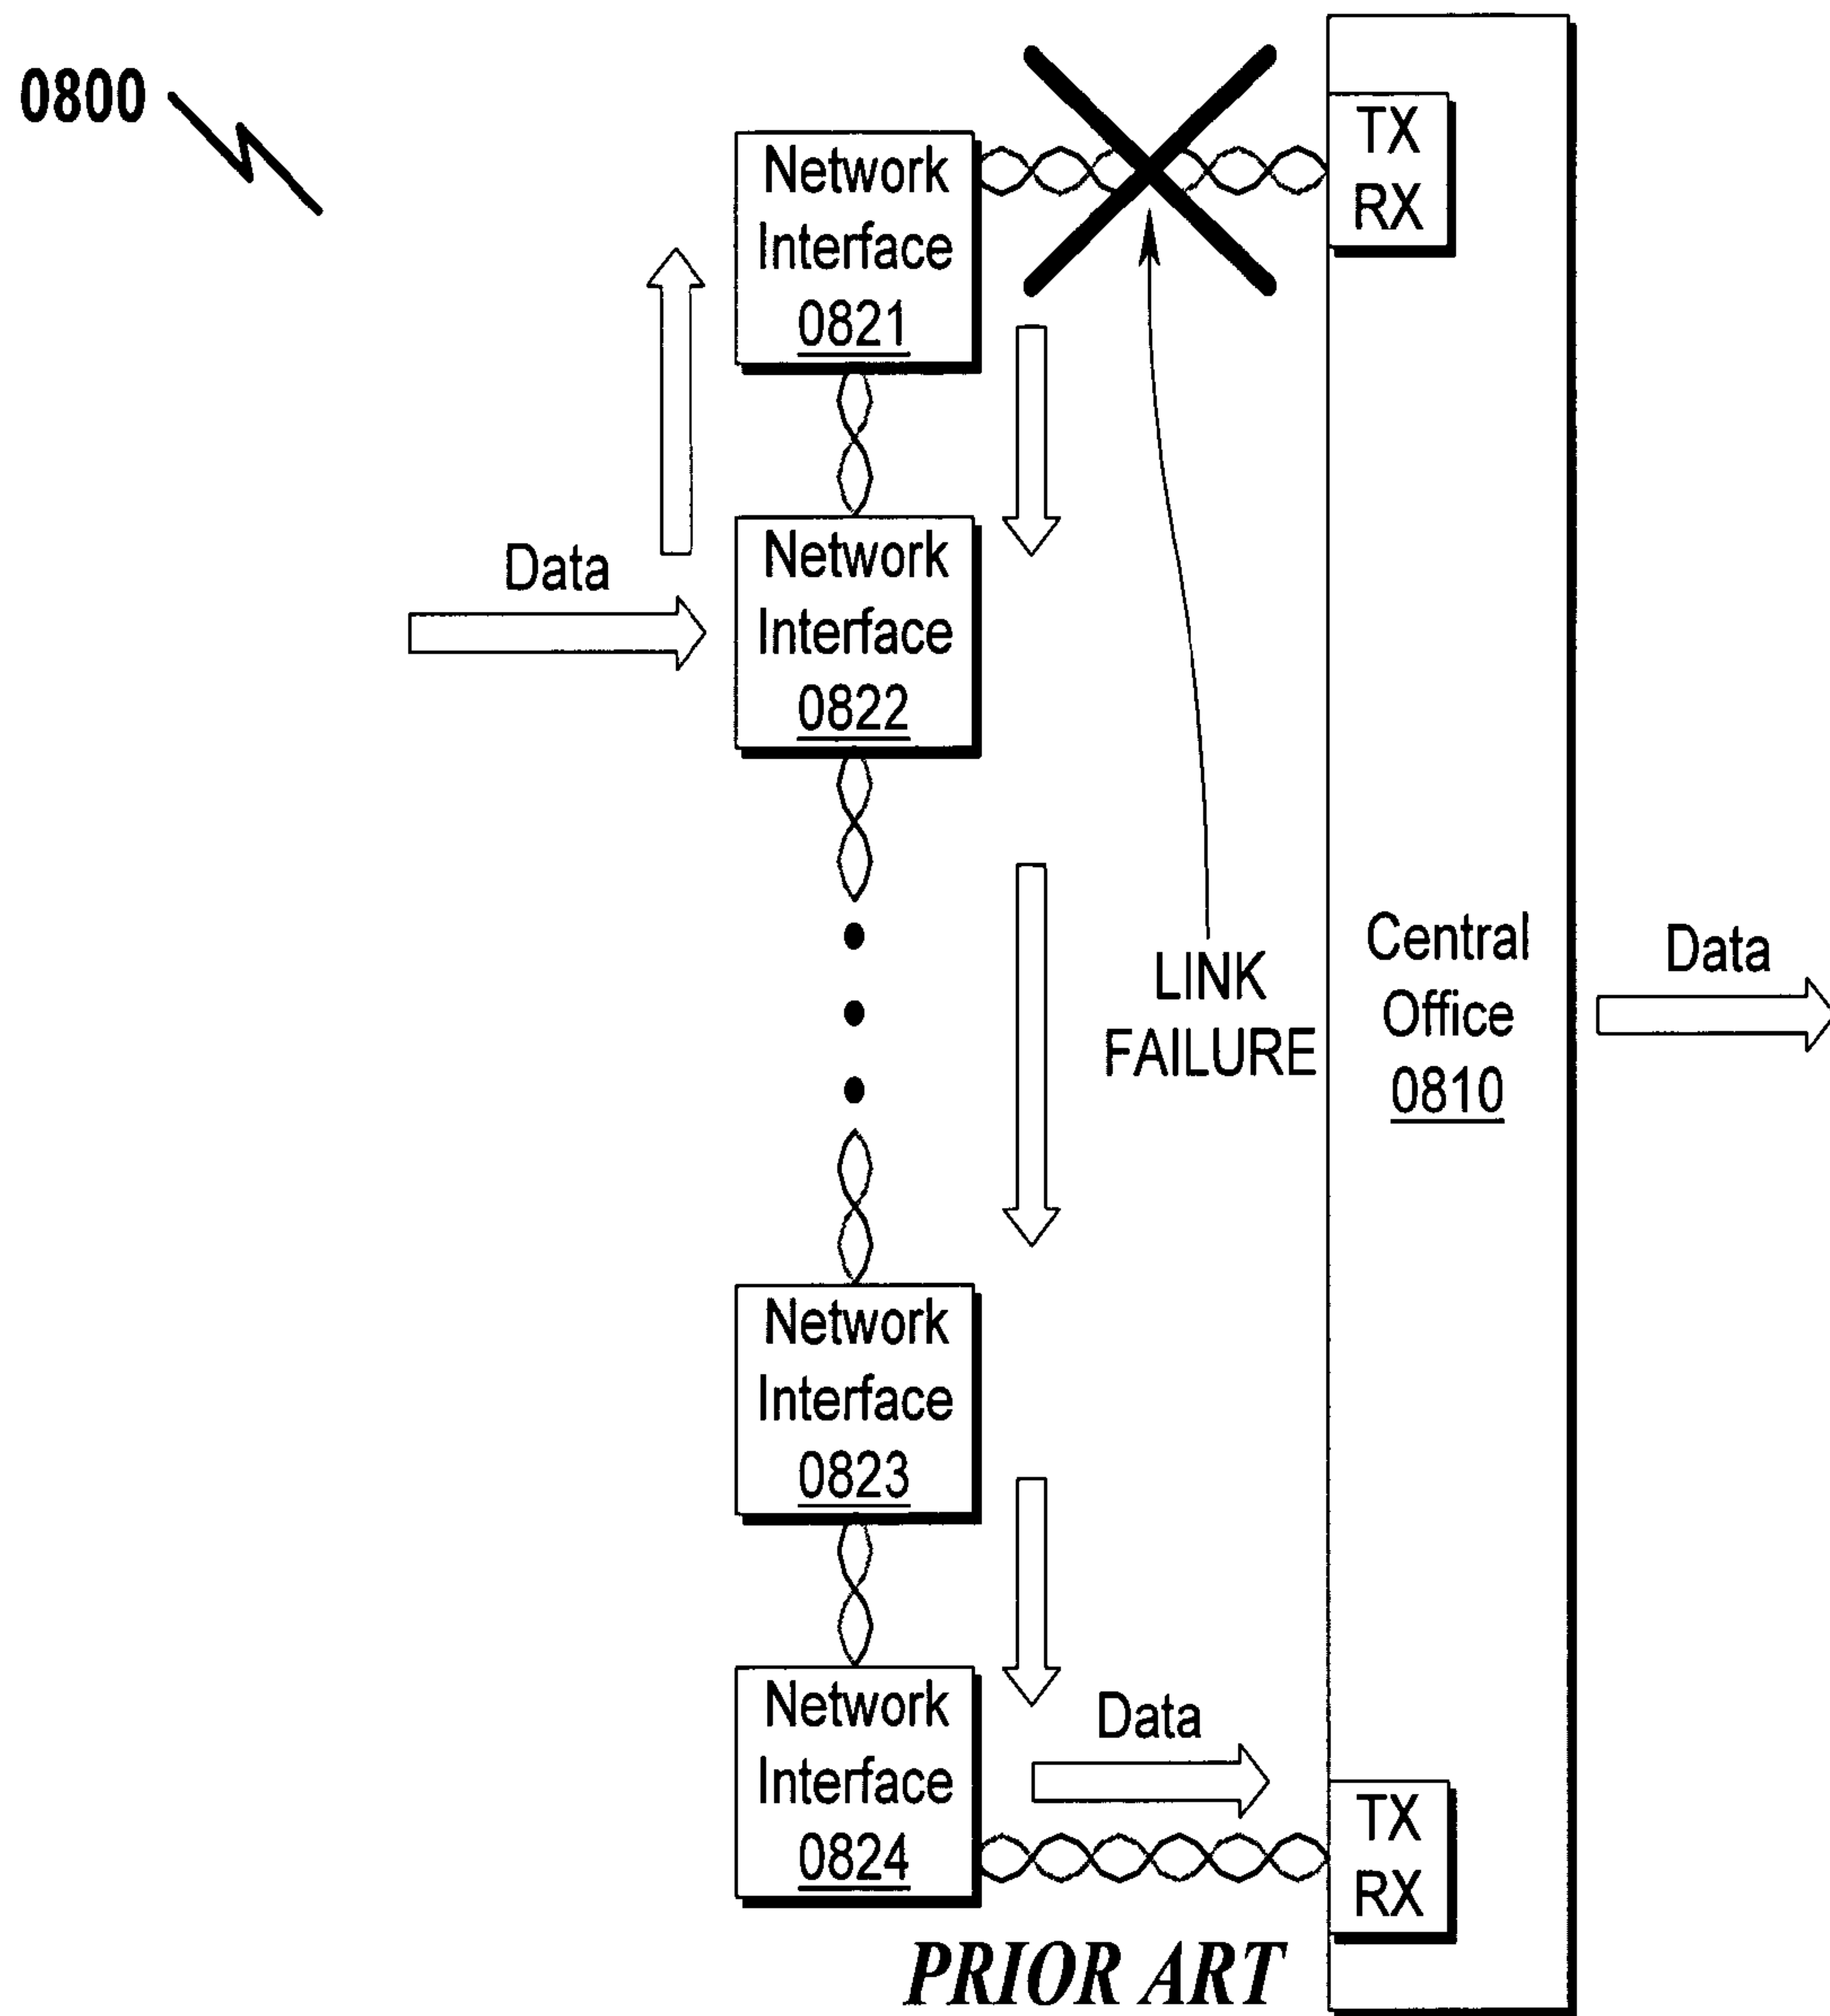 0800
TX
RX
Network
Interface
0821
Data
Network
Interface
0822
LINK
FAILURE
Central
Office
0810
Data
Network
Interface
0823
Network
Interface
0824
Data
TX
RX
PRIOR ART